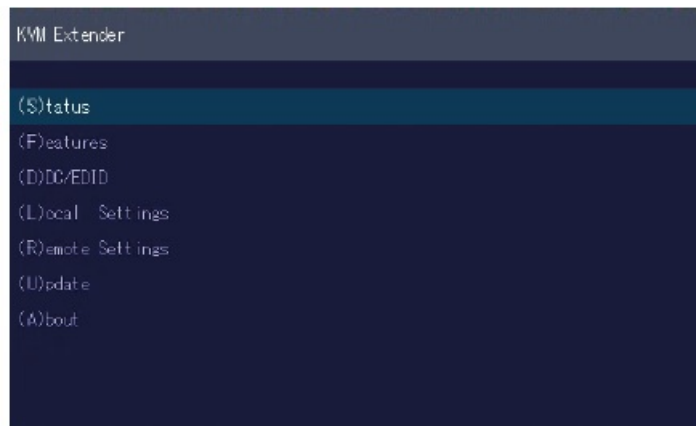 KVM Extender
(S)tatus
(F)eatures
(D)DC/EDID
(L)ocal Settings
(R)emote Settings
(U)pdate
(A)bout